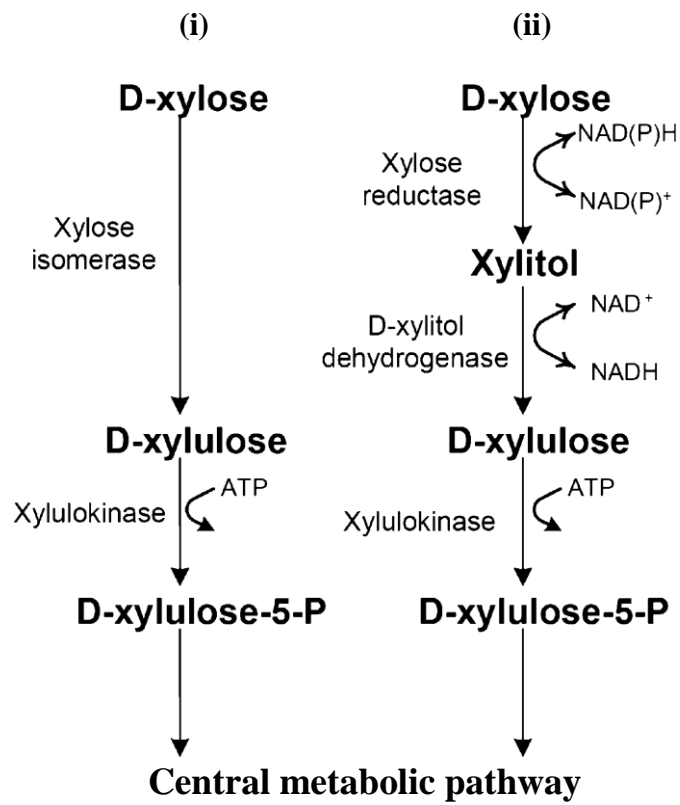 (i)
(ii)
D-xylose
Xylose
isomerase
D-xylulose
Xylulokinase
ATP
D-xylulose-5-P
D-xylose
Xylose
reductase
NAD(P)H
NAD(P)+
Xylitol
D-xylitol
dehydrogenase
NAD+
NADH
D-xylulose
Xylulokinase
ATP
D-xylulose-5-P
Central metabolic pathway